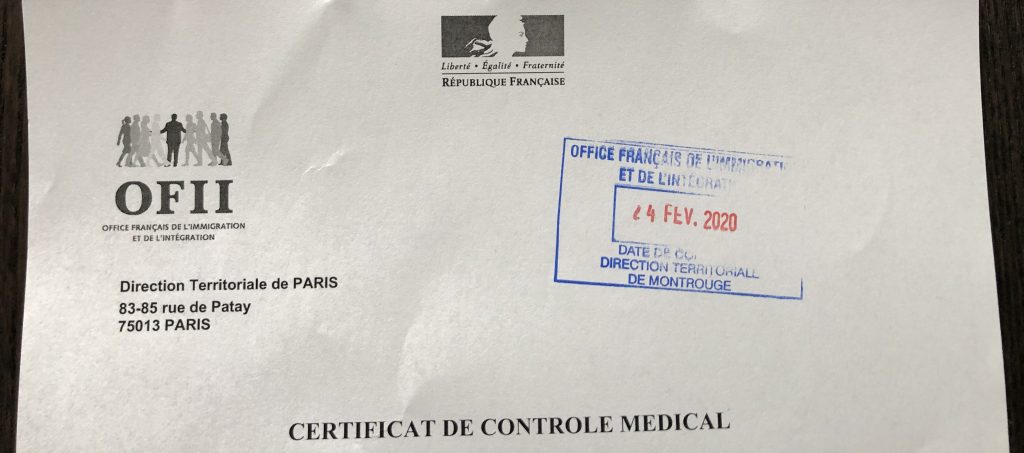 Liberté • Égalité • Fraternité
RÉPUBLIQUE FRANÇAISE
OFII
OFFICE FRANÇAIS DE L'IMMIGRATION
ET DE L'INTÉGRATION
OFFICE FRANÇAIS DE L'IMMIGRATI
ET DE L'INTÉGRATI
24 FEV. 2020
DATE DE
DIRECTION TERRITORIALE
DE MONTROUGE
Direction Territoriale de PARIS
83-85 rue de Patay
75013 PARIS
CERTIFICAT DE CONTROLE MEDICAL